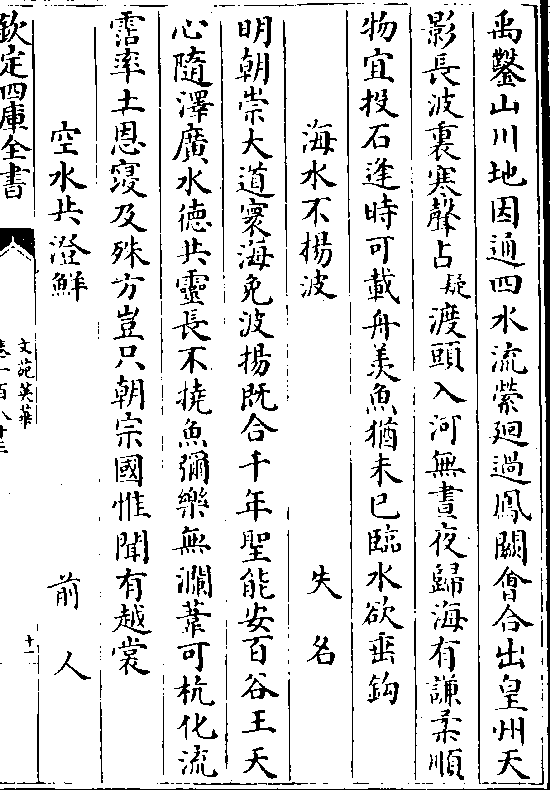 禹鑿山川地因通四水流縈廻過鳳闕㑹合出皇州天
影長波裏寒聲占疑渡頭入河無晝夜歸海有謙柔順
物宜投石逢時可載舟羡魚猶未已臨水欲垂鈎
海水不揚波 失名
明朝崇大道寰海免波揚既合千年聖能安百谷王天
心隨澤廣水德共靈長不撓魚彌樂無瀾葦可杭化流
霑率土恩寖及殊方豈只朝宗國惟聞有越裳
空水共澄鮮 前人
欽定四庫全書
文苑英華
卷一百八十三
十一